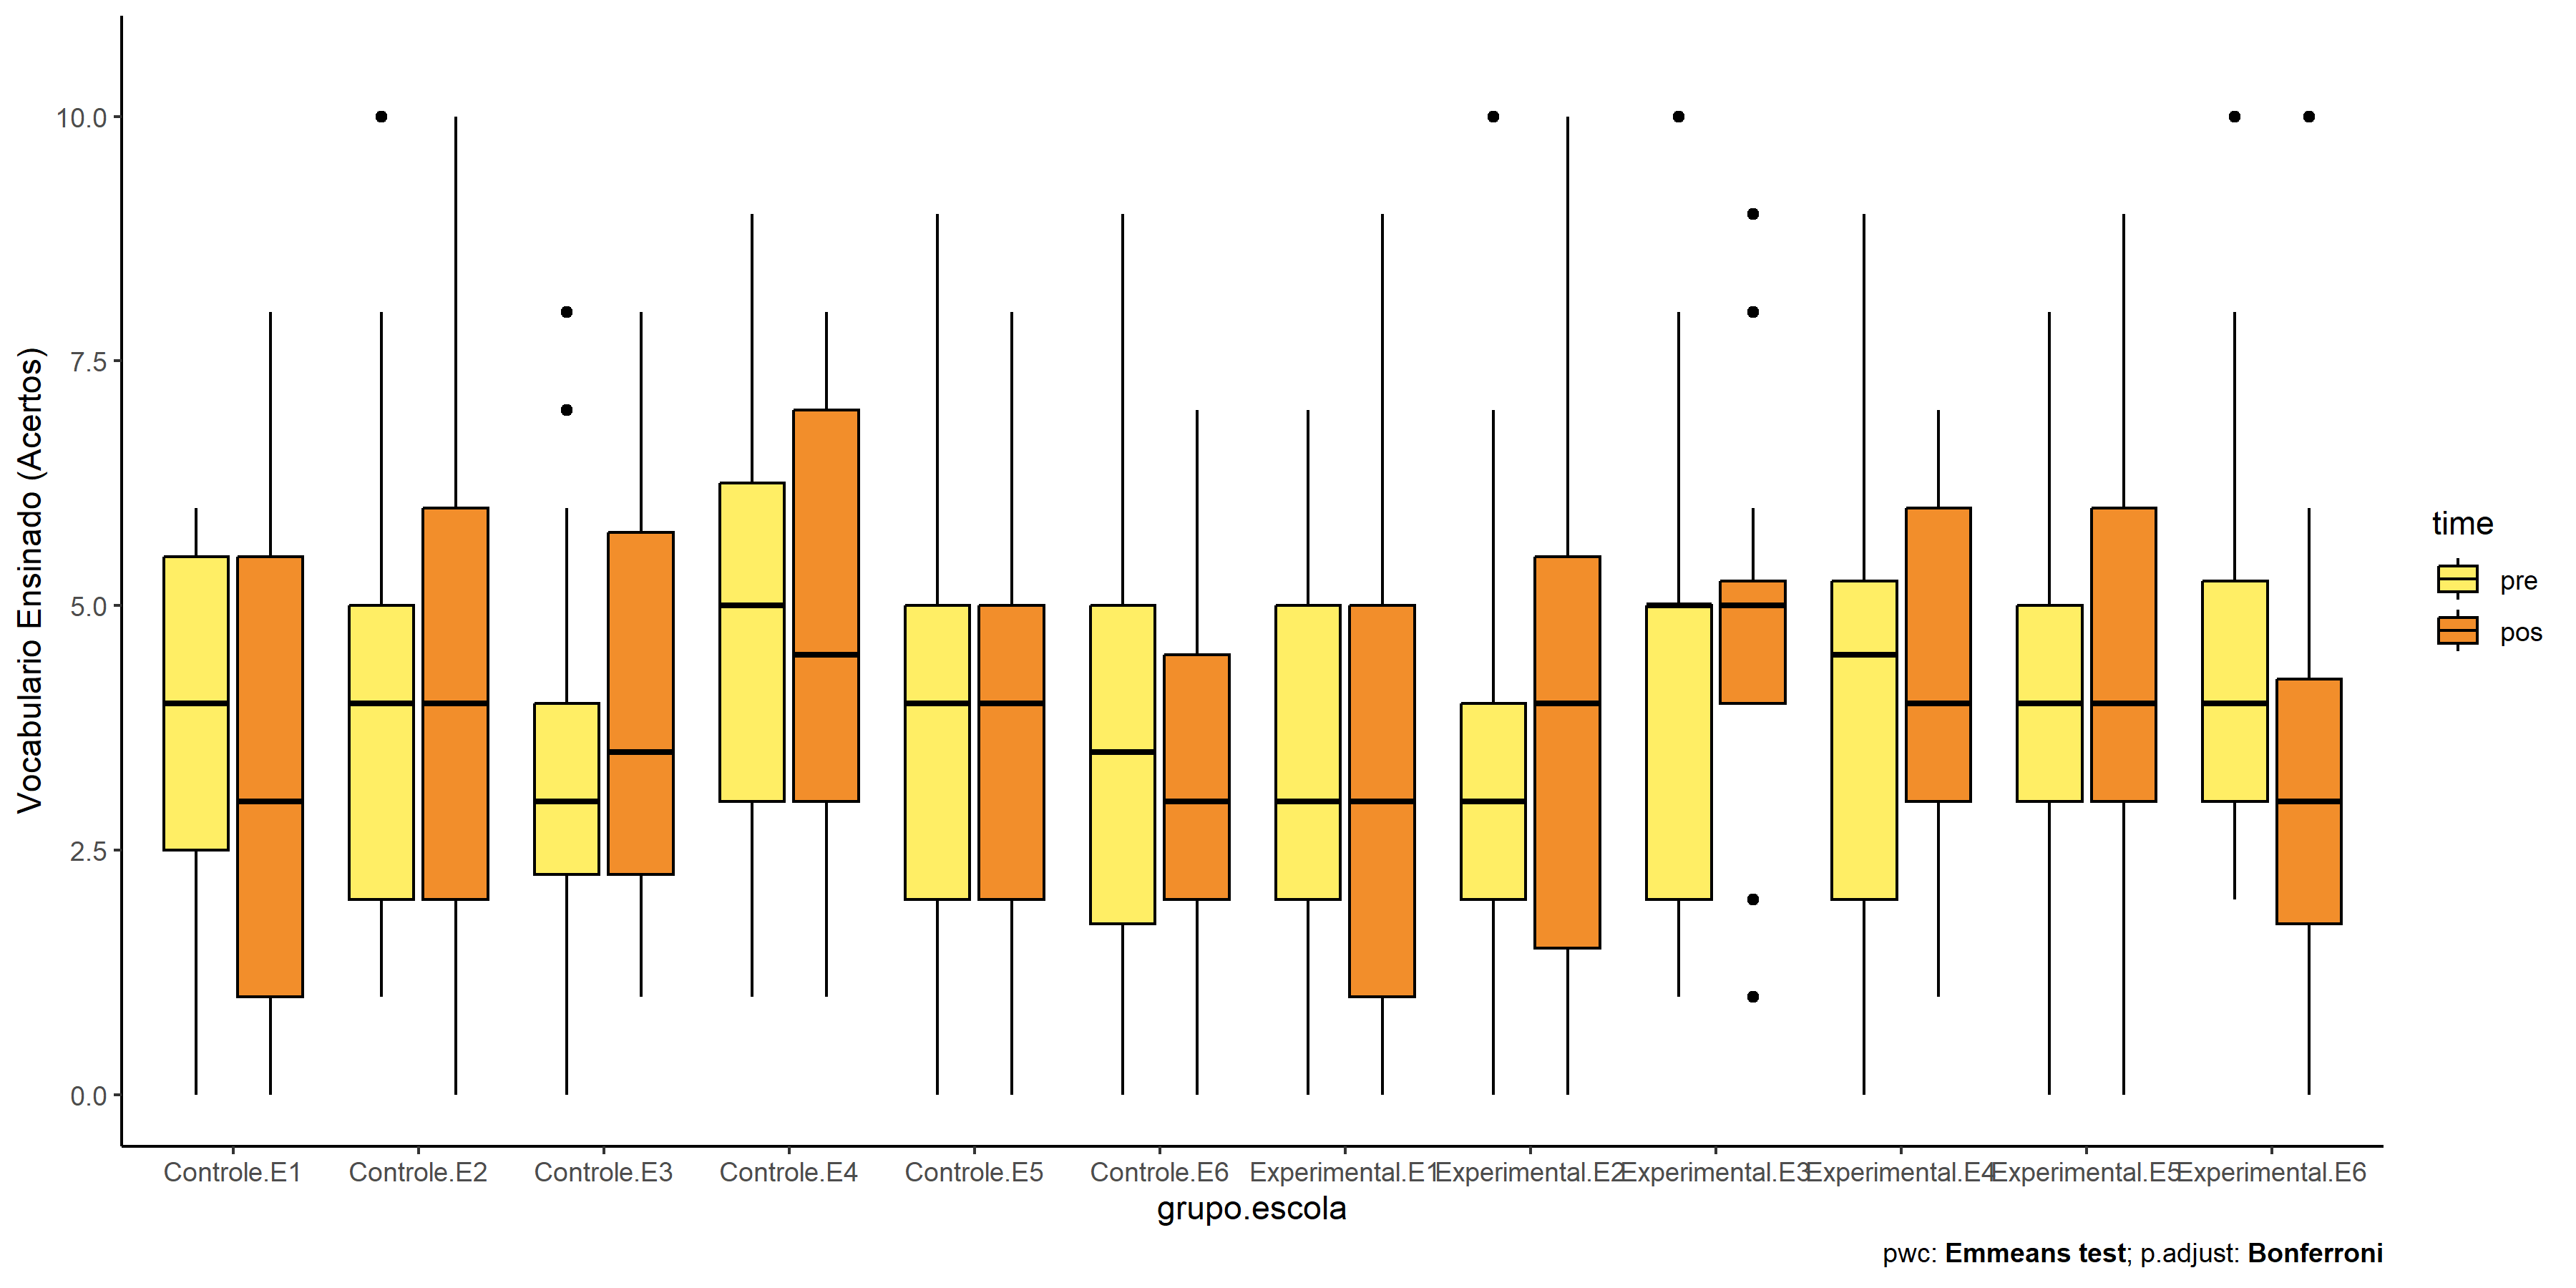 Vocabulario Ensinado (Acertos)
10.0
7.5
5.0
2.5
0.0
Controle.E1 Controle.E2 Controle.E3 Controle.E4 Controle.E5 Controle.E6 Experimental.E1 Experimental.E2 Experimental.E3 Experimental.E4 Experimental.E5 Experimental.E6
grupo.escola
time
pre
pos
pwc: Emmeans test; p.adjust: Bonferroni